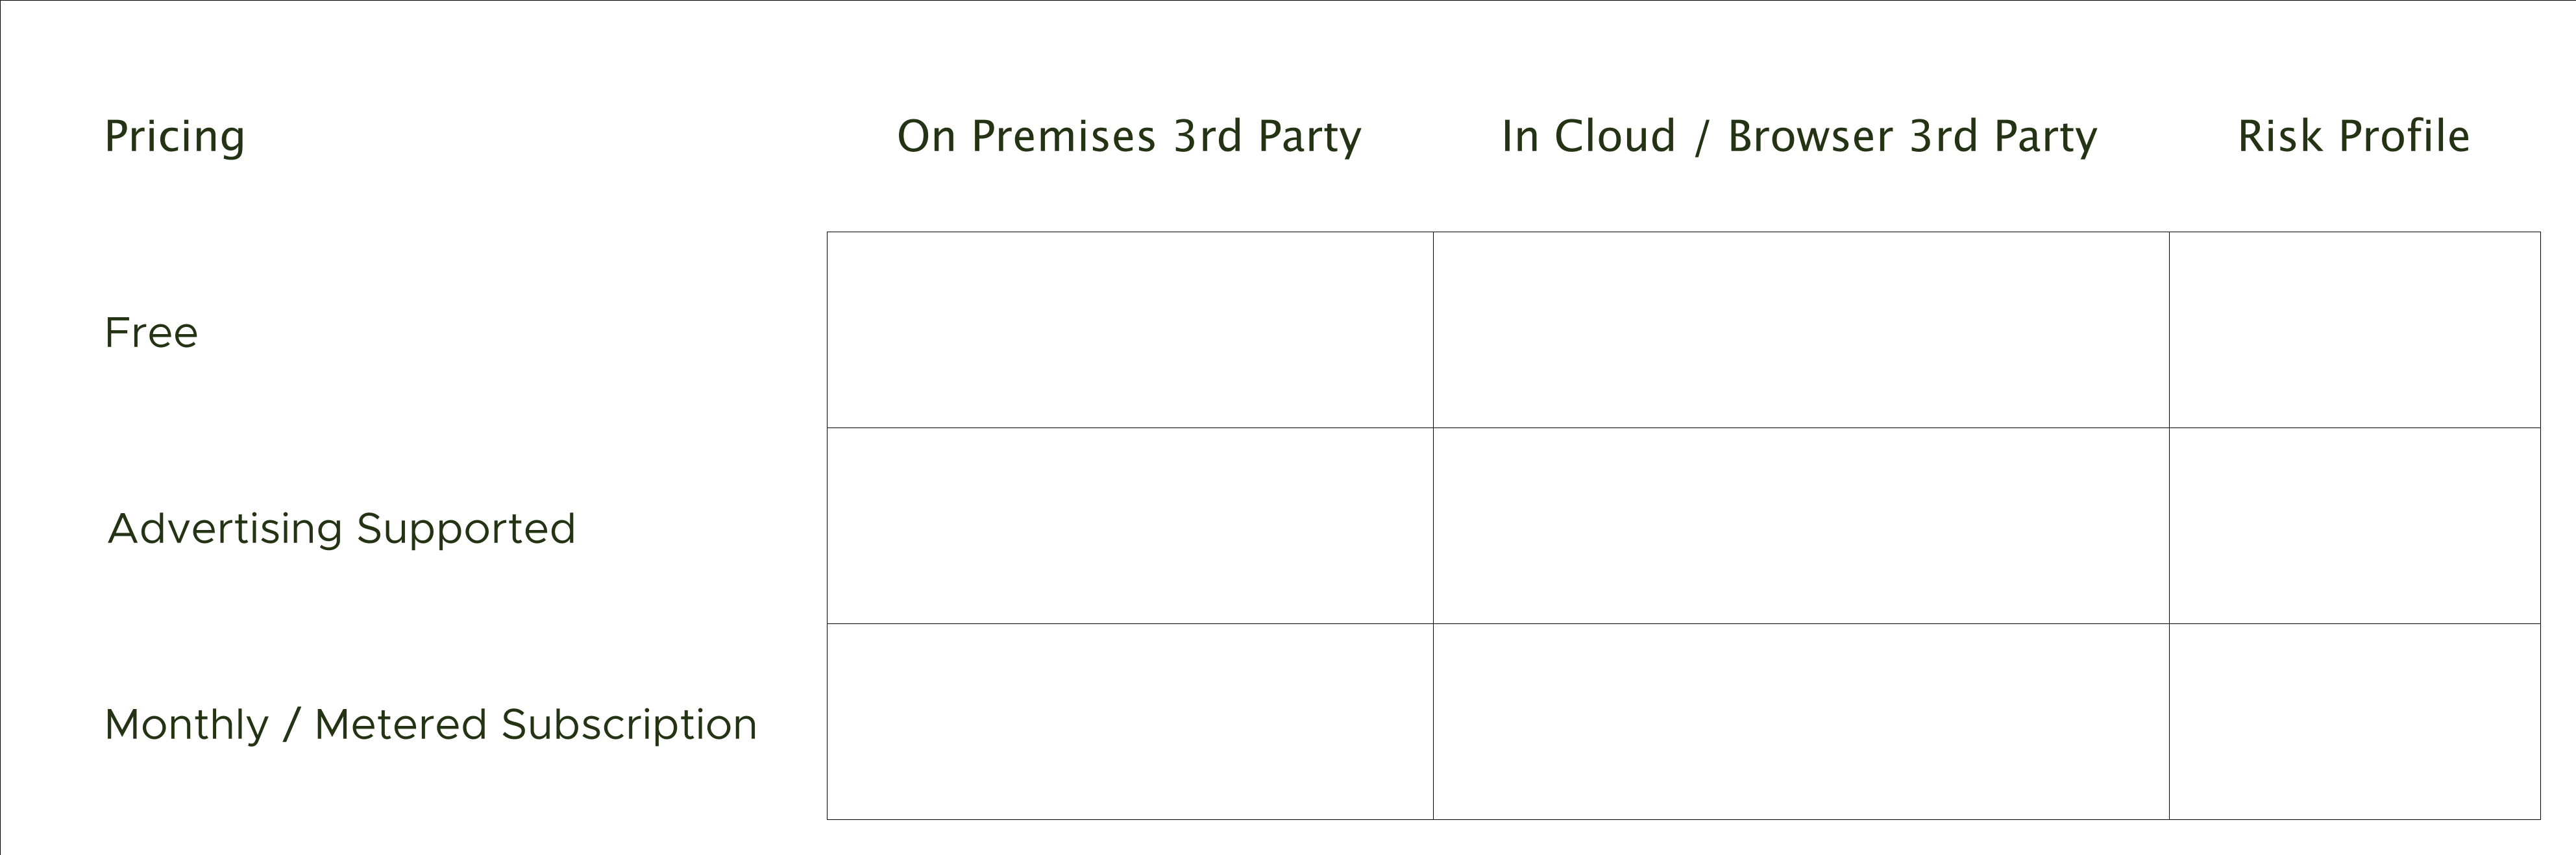 Pricing On Premises 3rd Party In Cloud / Browser 3rd Party Risk Profile
Free
Advertising Supported
Monthly / Metered Subscription